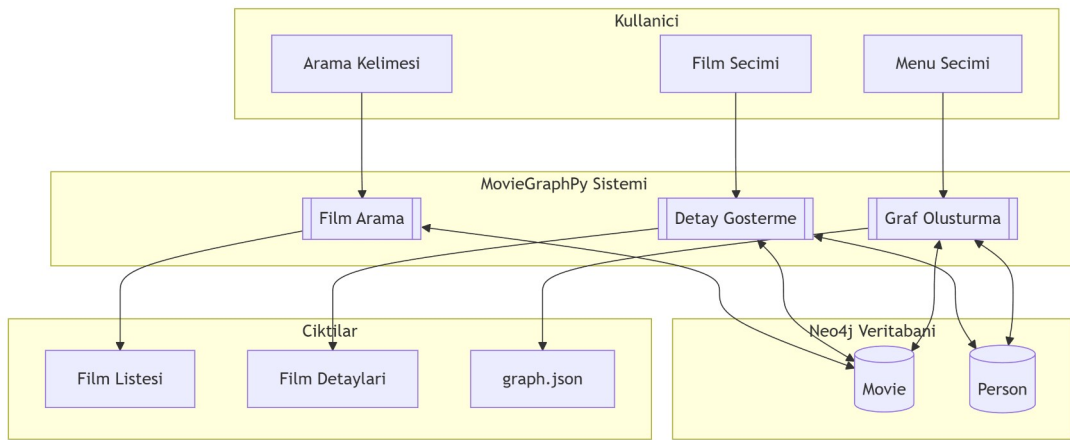 Kullanici
Arama Kelimesi
Film Secimi
Menu Secimi
MovieGraphPy Sistemi
Film Arama
Detay Gosterme
Graf Olusturma
Ciktilar
Neo4j Veritabani
Film Listesi
Film Detaylari
graph.json
Movie
Person